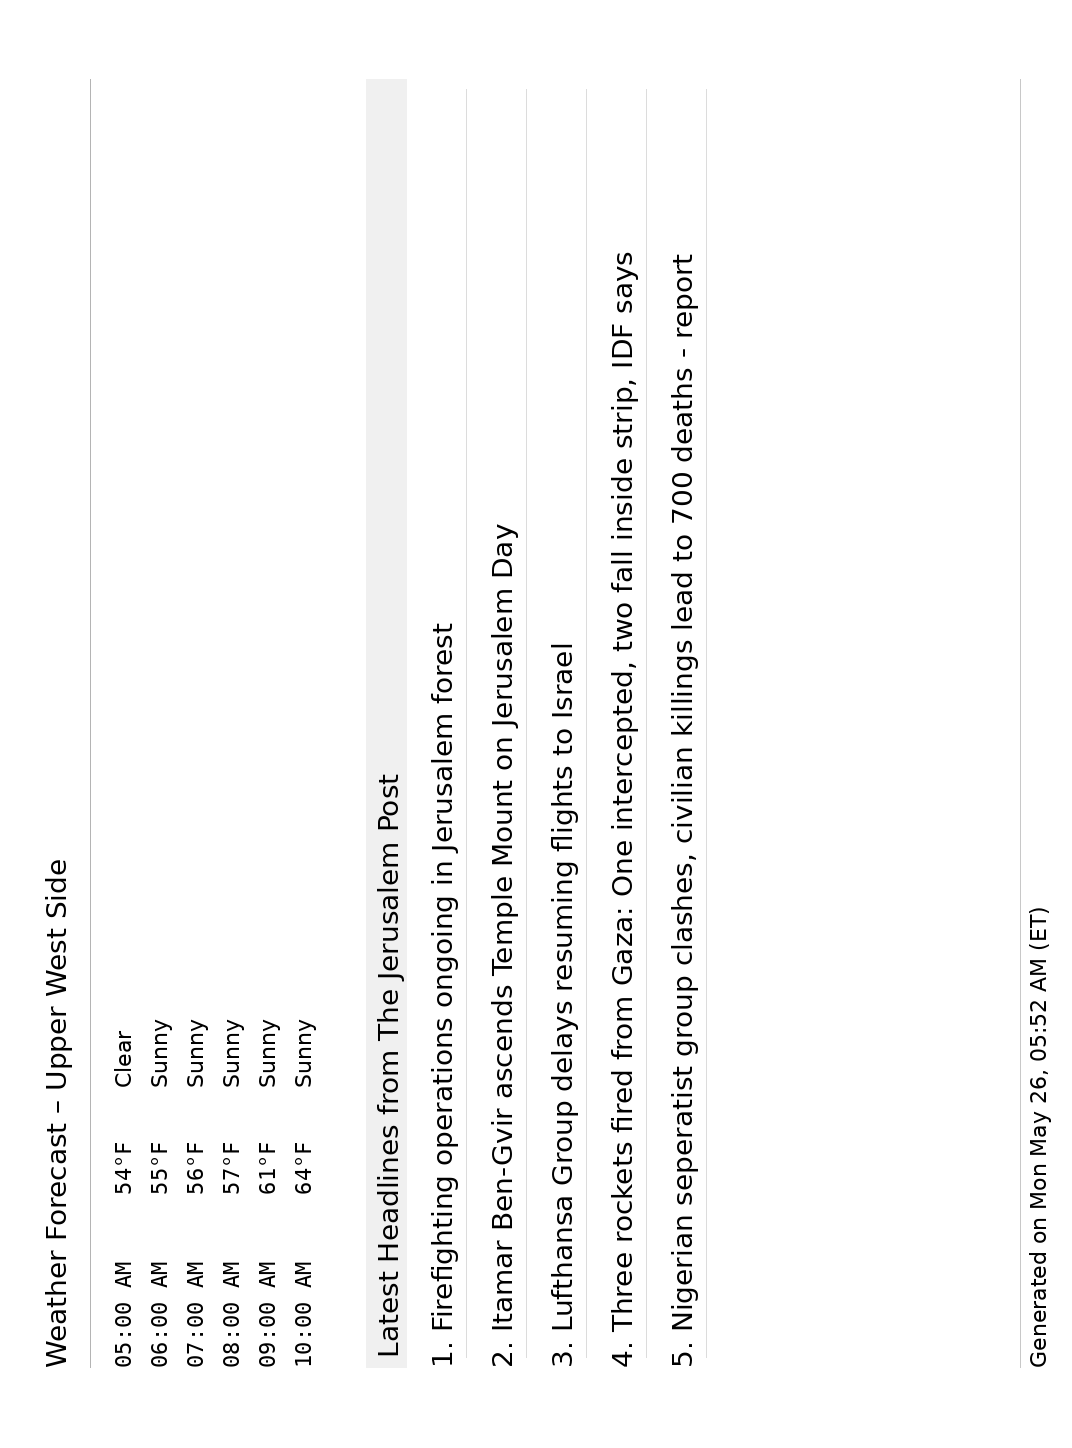 Weather Forecast – Upper West Side
05:00 AM 54°F Clear
06:00 AM 55°F Sunny
07:00 AM 56°F Sunny
08:00 AM 57°F Sunny
09:00 AM 61°F Sunny
10:00 AM 64°F Sunny
Latest Headlines from The Jerusalem Post
1. Firefighting operations ongoing in Jerusalem forest
2. Itamar Ben-Gvir ascends Temple Mount on Jerusalem Day
3. Lufthansa Group delays resuming flights to Israel
4. Three rockets fired from Gaza: One intercepted, two fall inside strip, IDF says
5. Nigerian seperatist group clashes, civilian killings lead to 700 deaths - report
Generated on Mon May 26, 05:52 AM (ET)